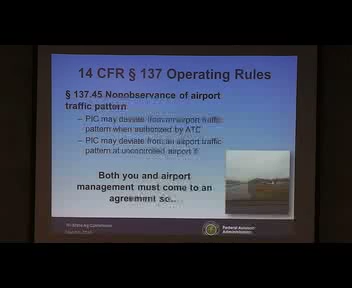 14 CFR § 137 Operating Rules
§ 137.45 Nonobservance of airport
traffic pattern
– PIC may deviate from an airport traffic
pattern when authorized by ATC
– PIC may deviate from an airport traffic
pattern at uncontrolled airport if
Both you and airport
management must come to an
agreement so…
Federal Aviation
Administration